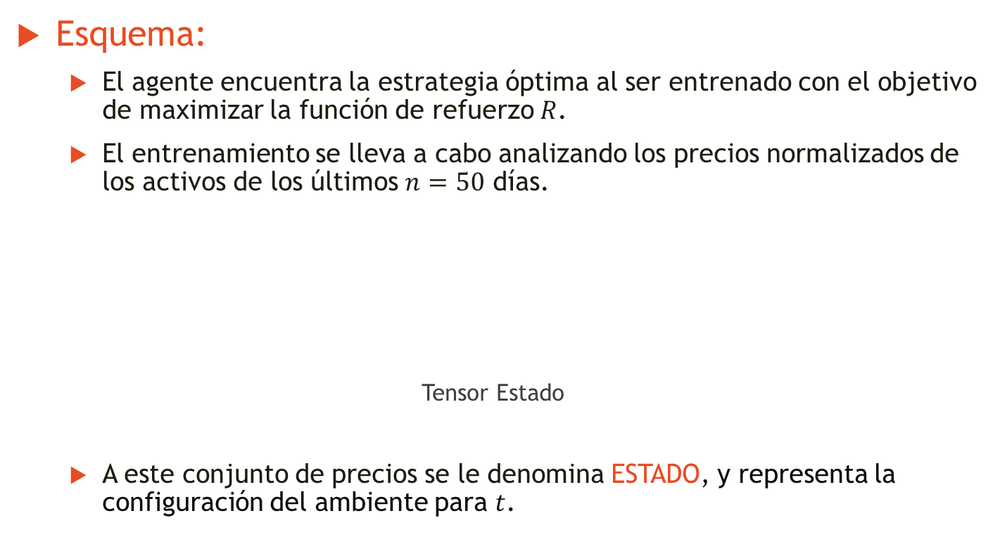 Esquema:
El agente encuentra la estrategia óptima al ser entrenado con el objetivo
de maximizar la función de refuerzo R.
El entrenamiento se lleva a cabo analizando los precios normalizados de
los activos de los últimos n = 50 días.
Tensor Estado
A este conjunto de precios se le denomina ESTADO, y representa la
configuración del ambiente para t.